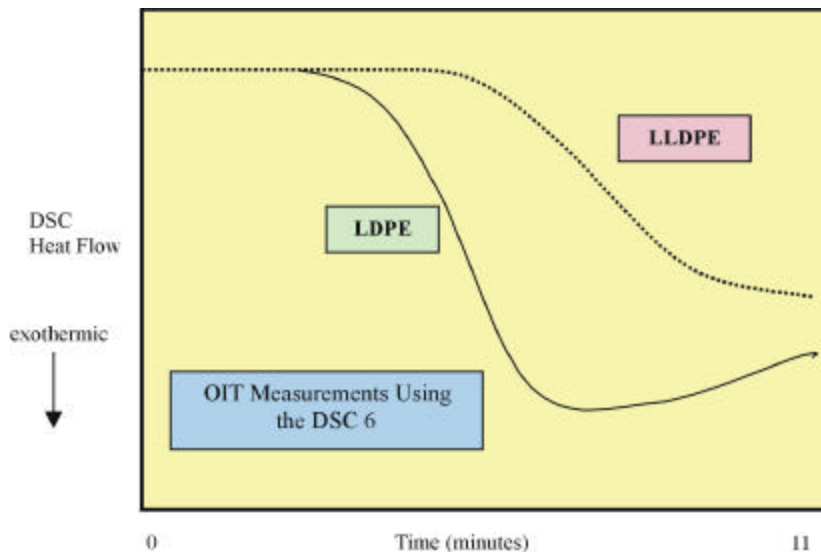 LLDPE
LDPE
DSC
Heat Flow
exothermic
OIT Measurements Using
the DSC 6
0
Time (minutes)
11